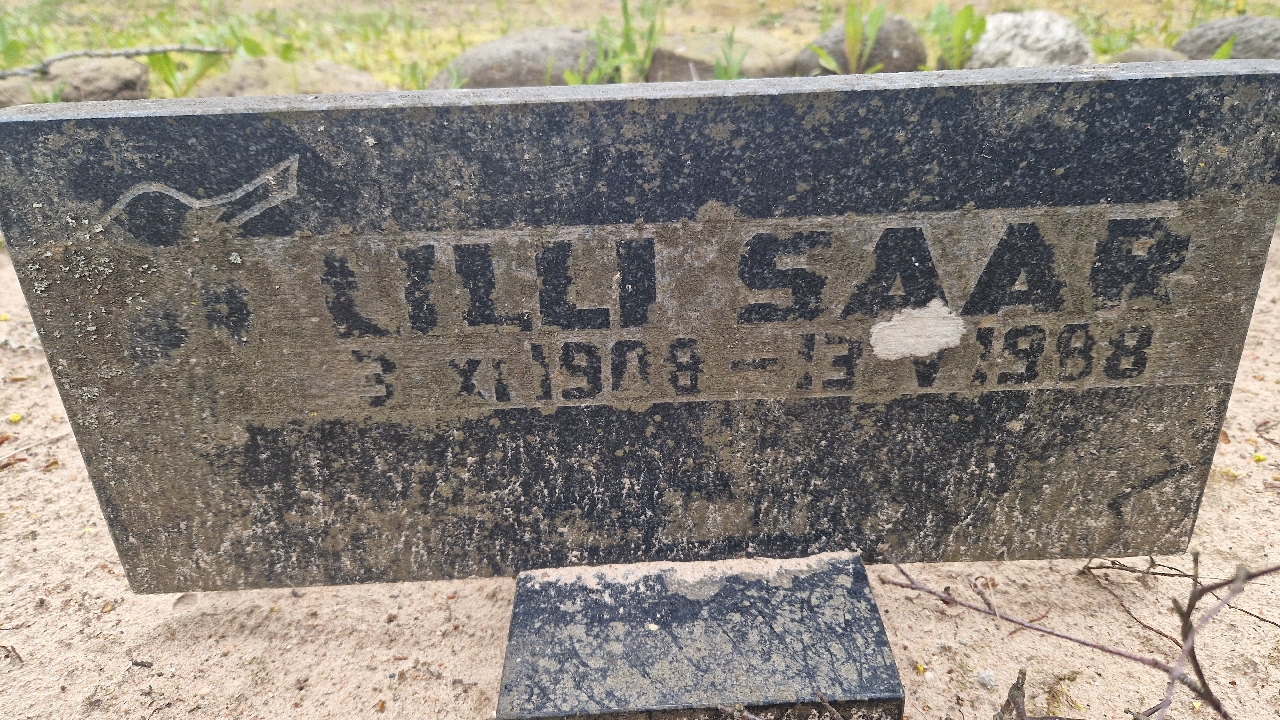 LILLI SAAR
3 XI 1908 – 13 V 1988